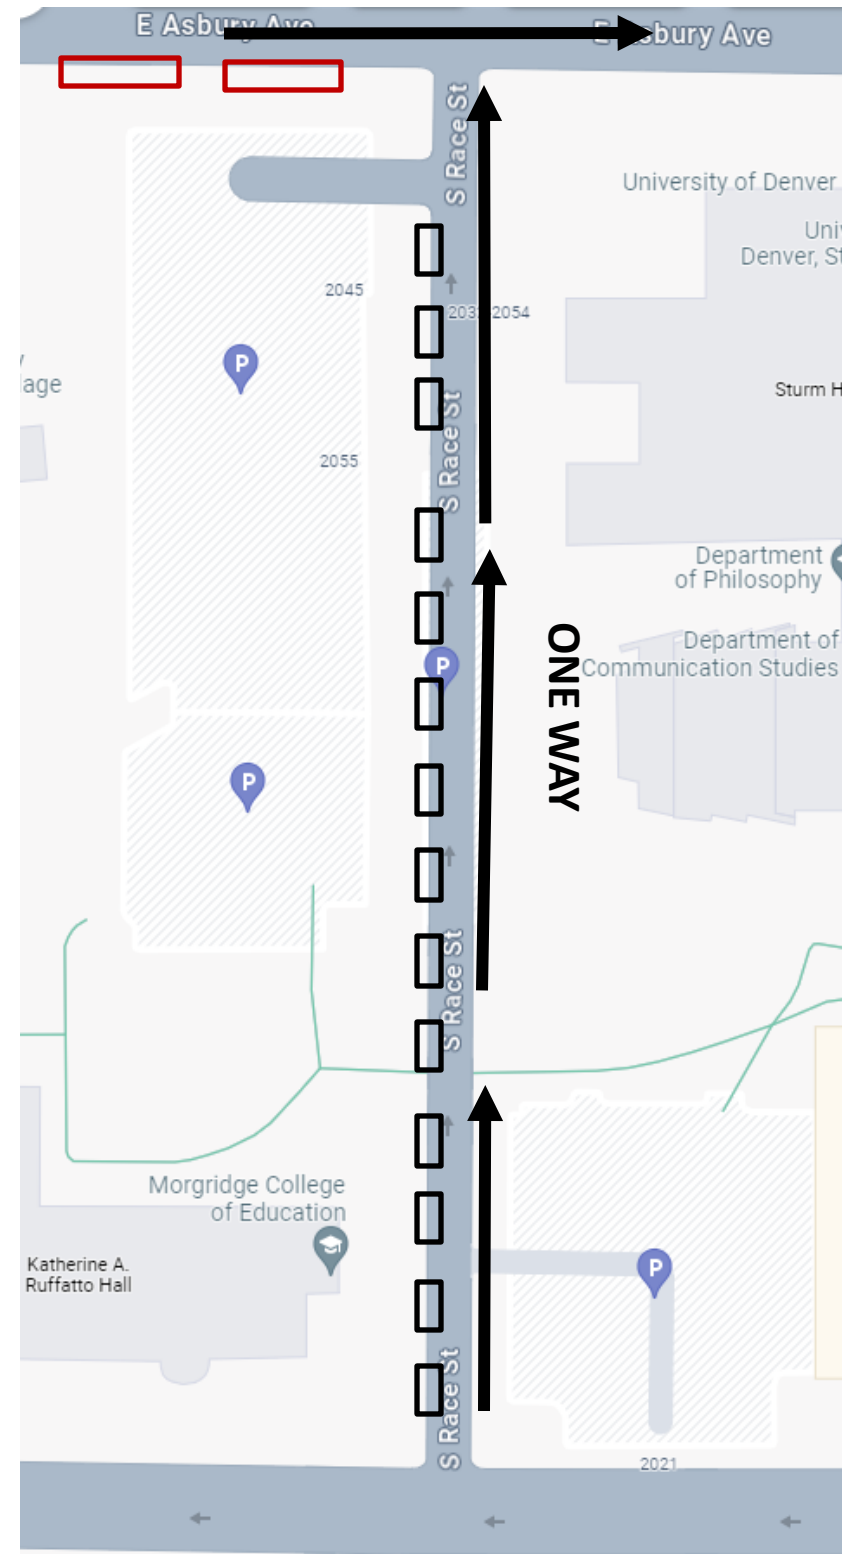 E Asbury Ave
E Asbury Ave
S Race St
University of Denver
Denver, St
2045
2054
age
Sturm H
S Race St
2055
Department
of Philosophy
ONE WAY
Department of
Communication Studies
S Race St
Morgridge College
of Education
Katherine A.
Ruffatto Hall
S Race St
2021